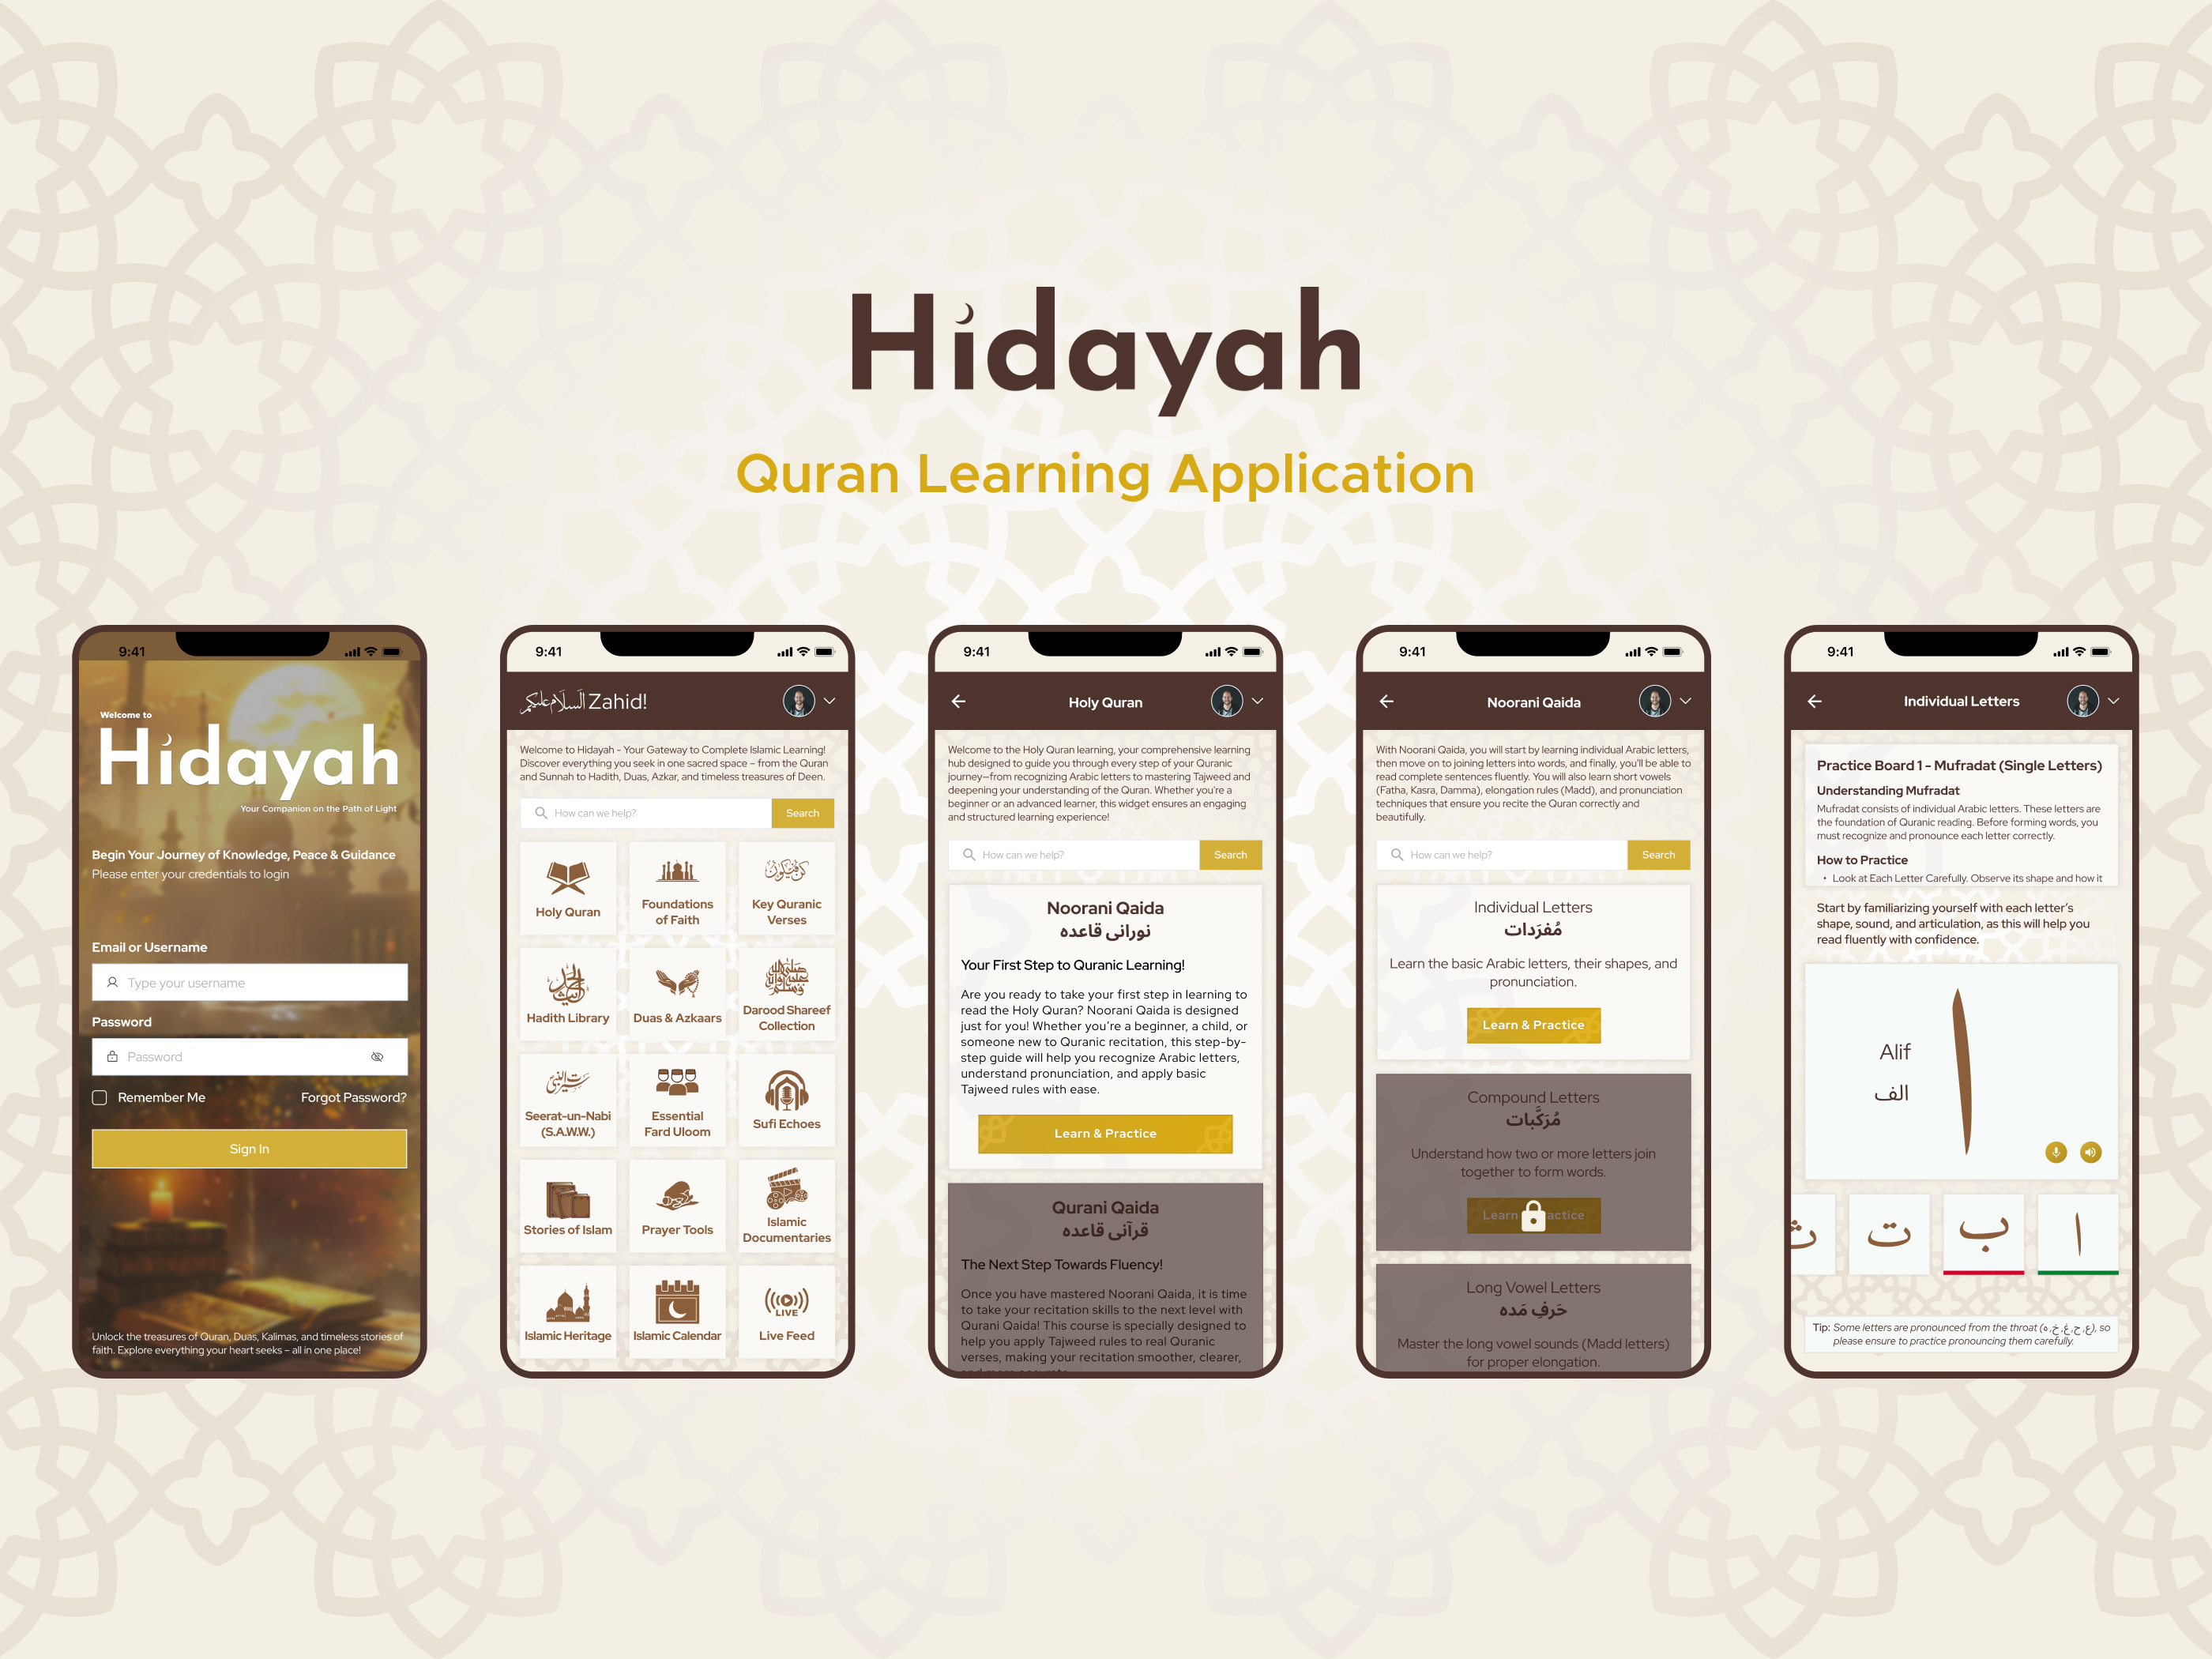 Hidayah
Quran Learning Application
9:41
Welcome to
Hidayah
Your Companion on the Path of Light
Begin Your Journey of Knowledge, Peace & Guidance
Please enter your credentials to login
Email or Username
Type your username
Password
Password
Remember Me
Forgot Password?
Sign In
Unlock the treasures of Quran, Duas, Kalimas, and timeless stories of
faith. Explore everything your heart seeks – all in one place!
9:41
السلام علیکم Zahid!
Welcome to Hidayah - Your Gateway to Complete Islamic Learning!
Discover everything you seek in one sacred space – from the Quran
and Sunnah to Hadith, Duas, Azkar, and timeless treasures of Deen.
How can we help?
Search
Holy Quran
Foundations
of Faith
كن فيكون
Key Quranic
Verses
Hadith Library
Duas & Azkaars
Darood Shareef
Collection
Seerat-un-Nabi
(S.A.W.W.)
Essential
Fard Uloom
Sufi Echoes
Stories of Islam
Prayer Tools
Islamic
Documentaries
Islamic Heritage
Islamic Calendar
LIVE
Live Feed
9:41
Holy Quran
Welcome to the Holy Quran learning, your comprehensive learning
hub designed to guide you through every step of your Quranic
journey—from recognizing Arabic letters to mastering Tajweed and
deepening your understanding of the Quran. Whether you're a
beginner or an advanced learner, this widget ensures an engaging
and structured learning experience!
How can we help?
Search
Noorani Qaida
نورانی قاعدہ
Your First Step to Quranic Learning!
Are you ready to take your first step in learning to
read the Holy Quran? Noorani Qaida is designed
just for you! Whether you're a beginner, a child, or
someone new to Quranic recitation, this step-by-
step guide will help you recognize Arabic letters,
understand pronunciation, and apply basic
Tajweed rules with ease.
Learn & Practice
Qurani Qaida
قرآنی قاعدہ
The Next Step Towards Fluency!
Once you have mastered Noorani Qaida, it is time
to take your recitation skills to the next level with
Qurani Qaida! This course is specially designed to
help you apply Tajweed rules to real Quranic
verses, making your recitation smoother, clearer,
and more accurate.
9:41
Noorani Qaida
With Noorani Qaida, you will start by learning individual Arabic letters,
then move on to joining letters into words, and finally, you'll be able to
read complete sentences fluently. You will also learn short vowels
(Fatha, Kasra, Damma), elongation rules (Madd), and pronunciation
techniques that ensure you recite the Quran correctly and
beautifully.
How can we help?
Search
Individual Letters
مُفرَدات
Learn the basic Arabic letters, their shapes, and
pronunciation.
Learn & Practice
Compound Letters
مُرَكَّبات
Understand how two or more letters join
together to form words.
Learn & Practice
Long Vowel Letters
حَرفِ مَدہ
Master the long vowel sounds (Madd letters)
for proper elongation.
9:41
Individual Letters
Practice Board 1 - Mufradat (Single Letters)
Understanding Mufradat
Mufradat consists of individual Arabic letters. These letters are
the foundation of Quranic reading. Before forming words, you
must recognize and pronounce each letter correctly.
How to Practice
• Look at Each Letter Carefully. Observe its shape and how it
Start by familiarizing yourself with each letter's
shape, sound, and articulation, as this will help you
read fluently with confidence.
ا
Alif
الف
ا ب ت ث
Tip: Some letters are pronounced from the throat (ع, ح, غ, خ, ه), so
please ensure to practice pronouncing them carefully.